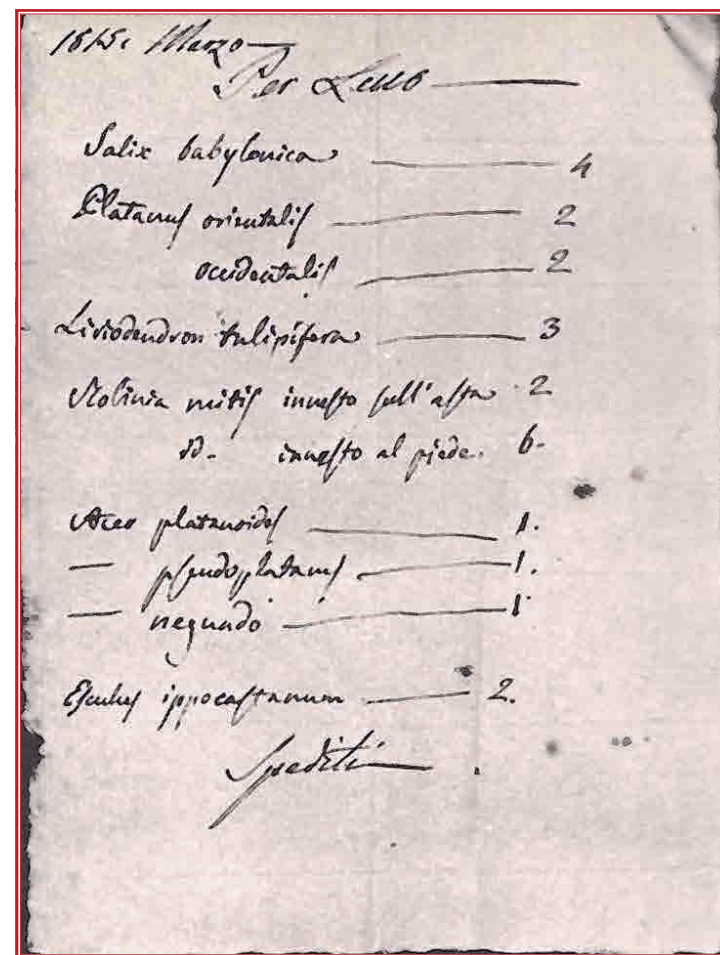 1815. Marzo
Per Luco
Salix babylonica 4
Platanus orientalis 2
occidentalis 2
Liriodendron tulipifera 3
Robinia mitis innesto sull'asta 2
id. innesto al piede. 6.
Acer platanoides 1.
— pseudoplatanus 1.
— negundo 1
Esculus ippocastanum 2.
Spediti